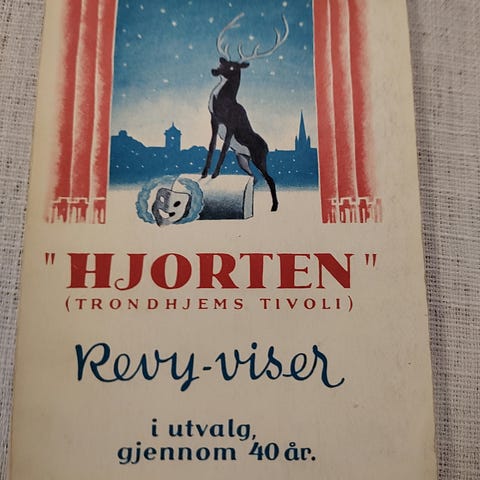 "HJORTEN"
(TRONDHJEMS TIVOLI)
Revy-viser
i utvalg,
gjennom 40 år.